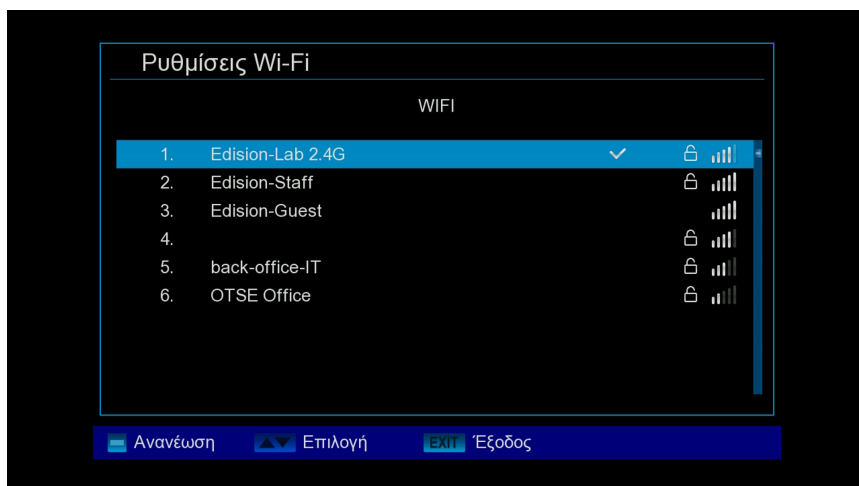 Ρυθμίσεις Wi-Fi
WIFI
1. Edision-Lab 2.4G
2. Edision-Staff
3. Edision-Guest
4.
5. back-office-IT
6. OTSE Office
Ανανέωση Επιλογή EXIT Έξοδος